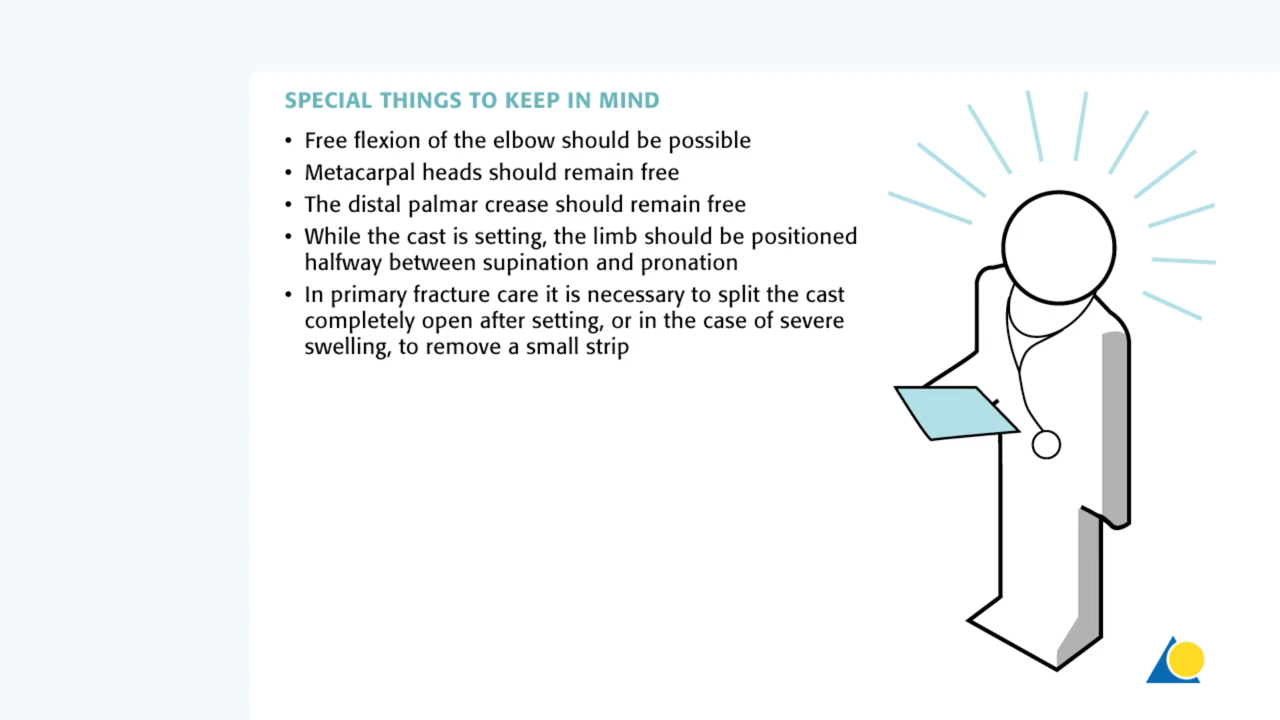 SPECIAL THINGS TO KEEP IN MIND
• Free flexion of the elbow should be possible
• Metacarpal heads should remain free
• The distal palmar crease should remain free
• While the cast is setting, the limb should be positioned
halfway between supination and pronation
• In primary fracture care it is necessary to split the cast
completely open after setting, or in the case of severe
swelling, to remove a small strip